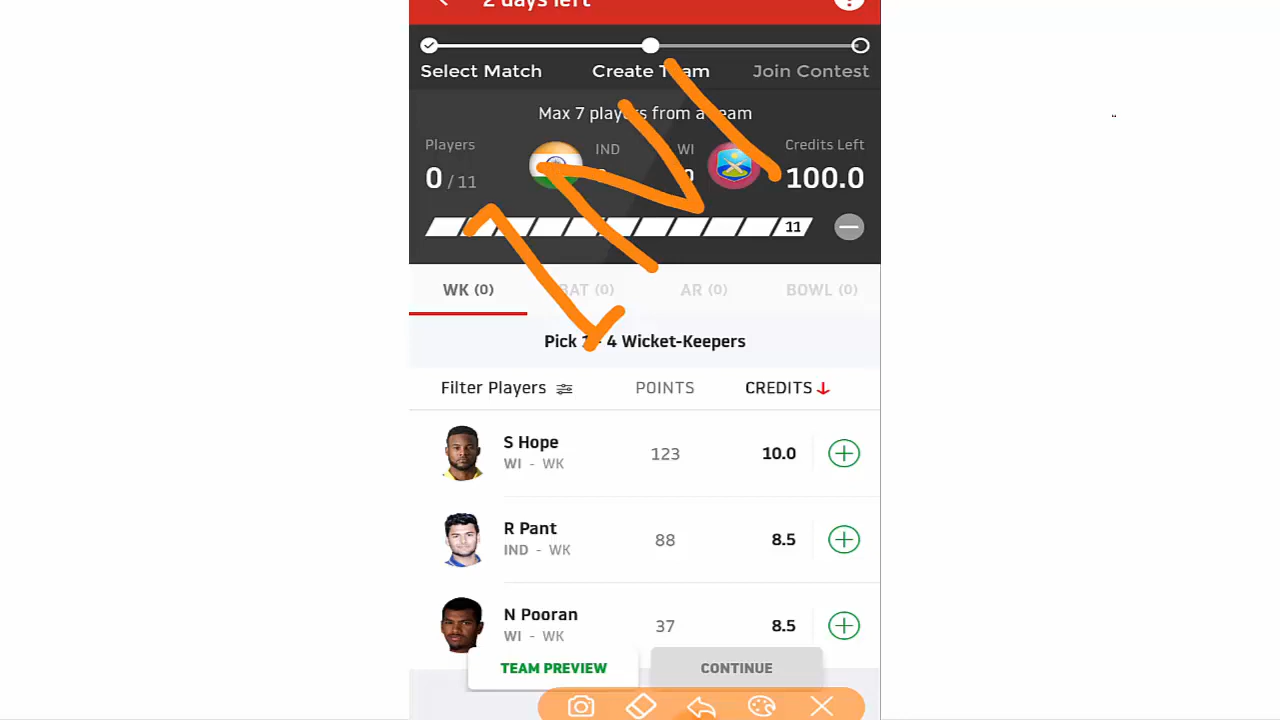 2 days left
Select Match Create Team Join Contest
Max 7 players from a team
Players IND WI Credits Left
0 / 11 0 100.0
11
WK (0) BAT (0) AR (0) BOWL (0)
Pick 1 - 4 Wicket-Keepers
Filter Players POINTS CREDITS
S Hope
WI - WK
123 10.0
R Pant
IND - WK
88 8.5
N Pooran
WI - WK
37 8.5
TEAM PREVIEW CONTINUE